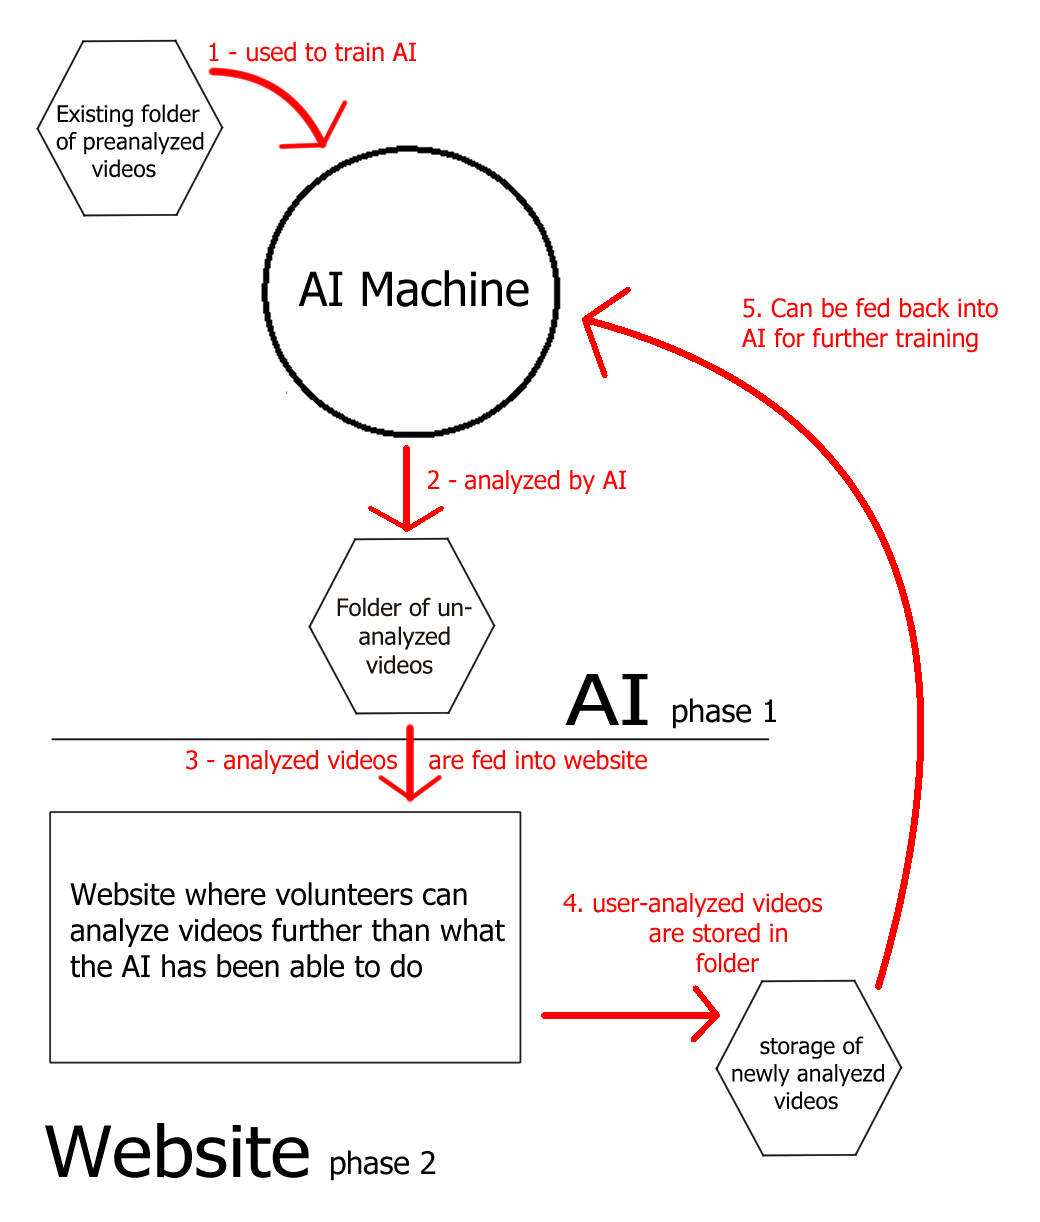 1 - used to train AI
Existing folder
of preanalyzed
videos
AI Machine
5. Can be fed back into
AI for further training
2 - analyzed by AI
Folder of un-
analyzed
videos
AI phase 1
3 - analyzed videos are fed into website
Website where volunteers can
analyze videos further than what
the AI has been able to do
4. user-analyzed videos
are stored in
folder
storage of
newly analyezd
videos
Website phase 2